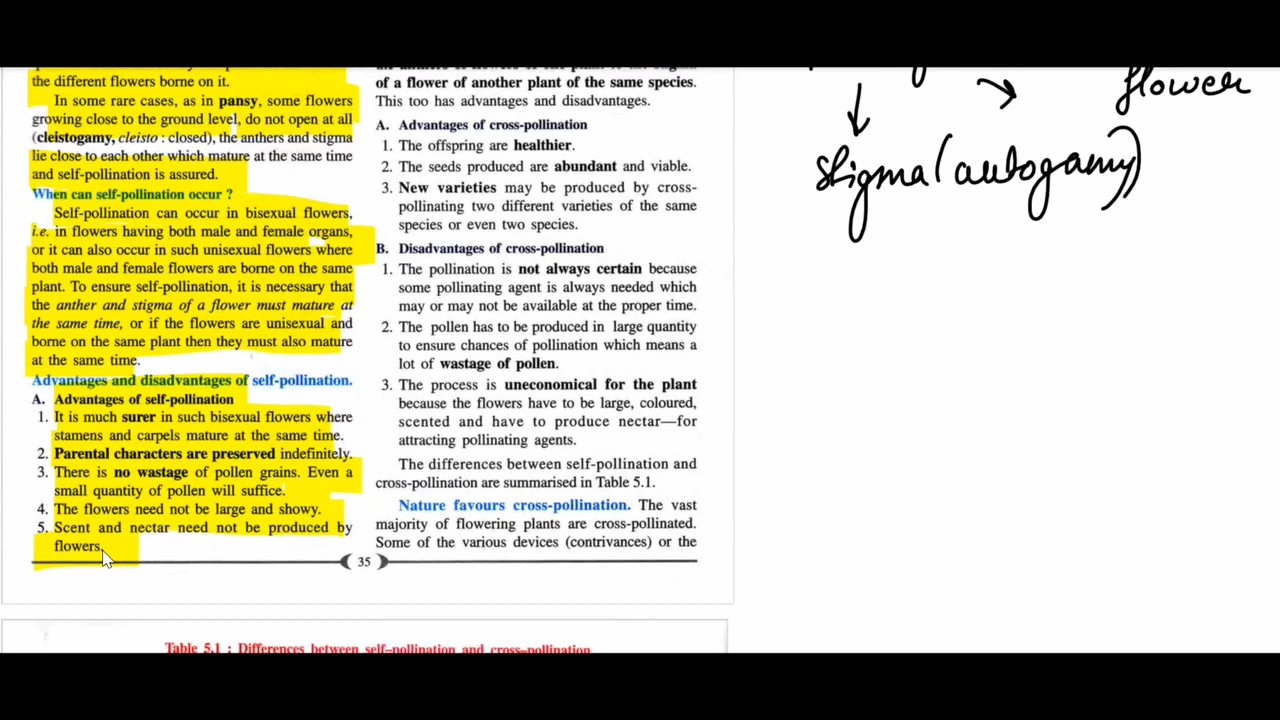 the different flowers borne on it.
In some rare cases, as in pansy, some flowers
growing close to the ground level, do not open at all
(cleistogamy, cleisto : closed), the anthers and stigma
lie close to each other which mature at the same time
and self-pollination is assured.
When can self-pollination occur ?
Self-pollination can occur in bisexual flowers,
i.e. in flowers having both male and female organs,
or it can also occur in such unisexual flowers where
both male and female flowers are borne on the same
plant. To ensure self-pollination, it is necessary that
the anther and stigma of a flower must mature at
the same time, or if the flowers are unisexual and
borne on the same plant then they must also mature
at the same time.
Advantages and disadvantages of self-pollination.
A. Advantages of self-pollination
1. It is much surer in such bisexual flowers where
stamens and carpels mature at the same time.
2. Parental characters are preserved indefinitely.
3. There is no wastage of pollen grains. Even a
small quantity of pollen will suffice.
4. The flowers need not be large and showy.
5. Scent and nectar need not be produced by
flowers.
of a flower of another plant of the same species.
This too has advantages and disadvantages.
A. Advantages of cross-pollination
1. The offspring are healthier.
2. The seeds produced are abundant and viable.
3. New varieties may be produced by cross-
pollinating two different varieties of the same
species or even two species.
B. Disadvantages of cross-pollination
1. The pollination is not always certain because
some pollinating agent is always needed which
may or may not be available at the proper time.
2. The pollen has to be produced in large quantity
to ensure chances of pollination which means a
lot of wastage of pollen.
3. The process is uneconomical for the plant
because the flowers have to be large, coloured,
scented and have to produce nectar—for
attracting pollinating agents.
The differences between self-pollination and
cross-pollination are summarised in Table 5.1.
Nature favours cross-pollination. The vast
majority of flowering plants are cross-pollinated.
Some of the various devices (contrivances) or the
35
Table 5.1 : Differences between self-pollination and cross-pollination
flower
stigma (autogamy)